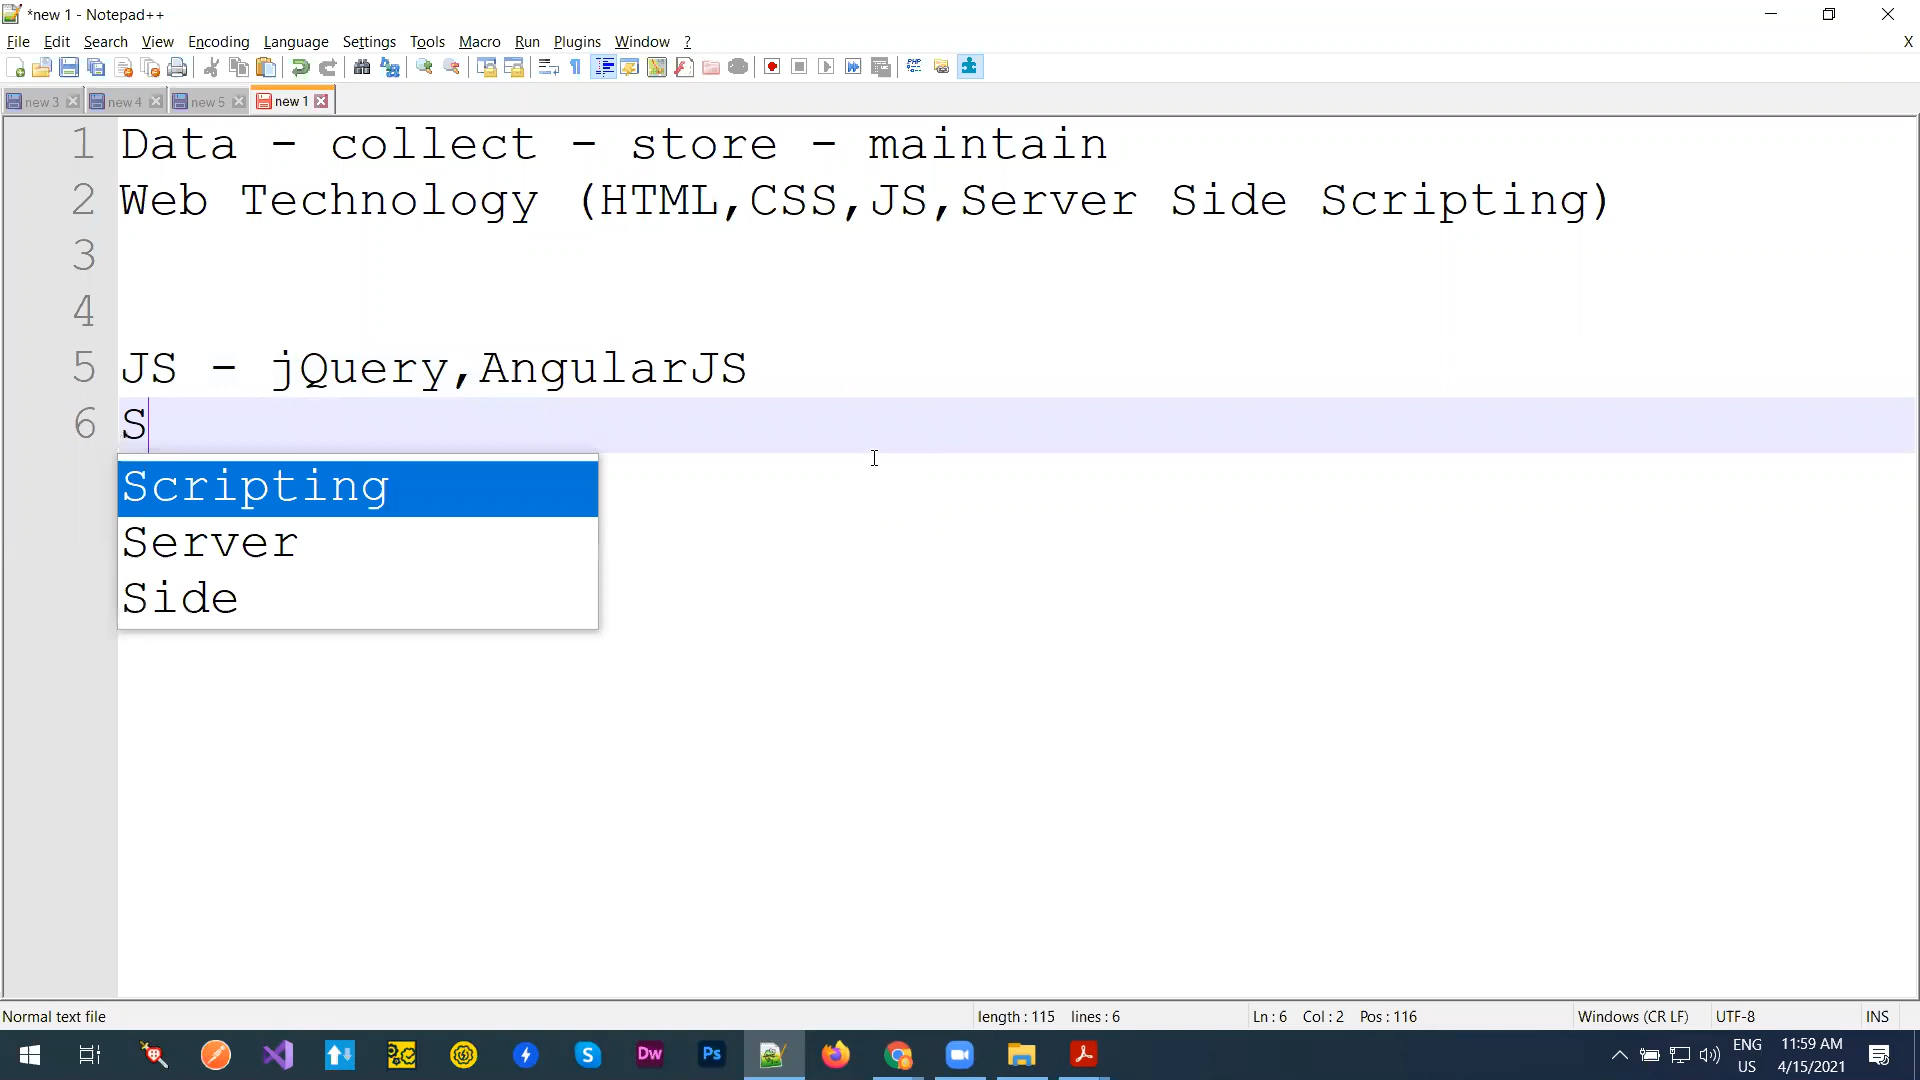 *new 1 - Notepad++
File Edit Search View Encoding Language Settings Tools Macro Run Plugins Window ?
X
new 3 new 4 new 5 new 1
1 Data - collect - store - maintain
2 Web Technology (HTML,CSS,JS,Server Side Scripting)
3
4
5 JS - jQuery,AngularJS
6 S
Scripting
Server
Side
Normal text file length : 115 lines : 6 Ln : 6 Col : 2 Pos : 116 Windows (CR LF) UTF-8 INS
Dw Ps
ENG
US
11:59 AM
4/15/2021